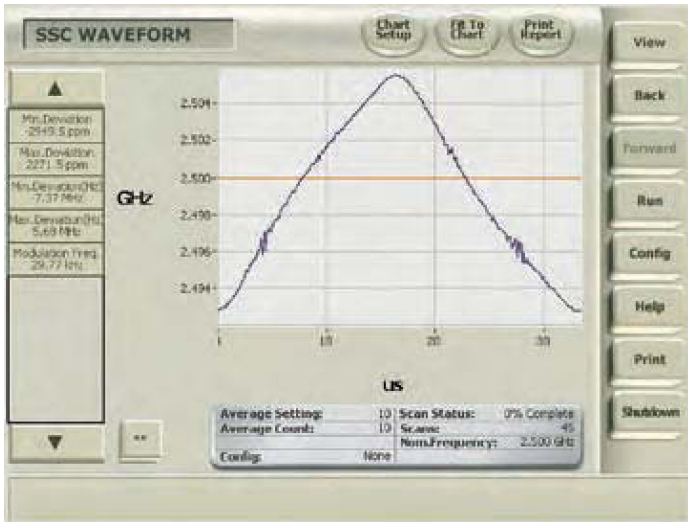 SSC WAVEFORM
Chart Setup
Fit To Chart
Print Report
View
Back
Forward
Run
Config
Help
Print
Shutdown
Min.Deviation
-2949.5 ppm
Max.Deviation
2271.5 ppm
Min.Deviation(Hz)
-7.37 MHz
Max.Deviation(Hz)
5.68 MHz
Modulation Freq.
29.77 kHz
GHz
2.504
2.502
2.500
2.498
2.496
2.494
10
20
30
us
Average Setting: 10
Average Count: 10
Config: None
Scan Status: 0% Complete
Scans: 45
Nom.Frequency: 2.500 GHz
**